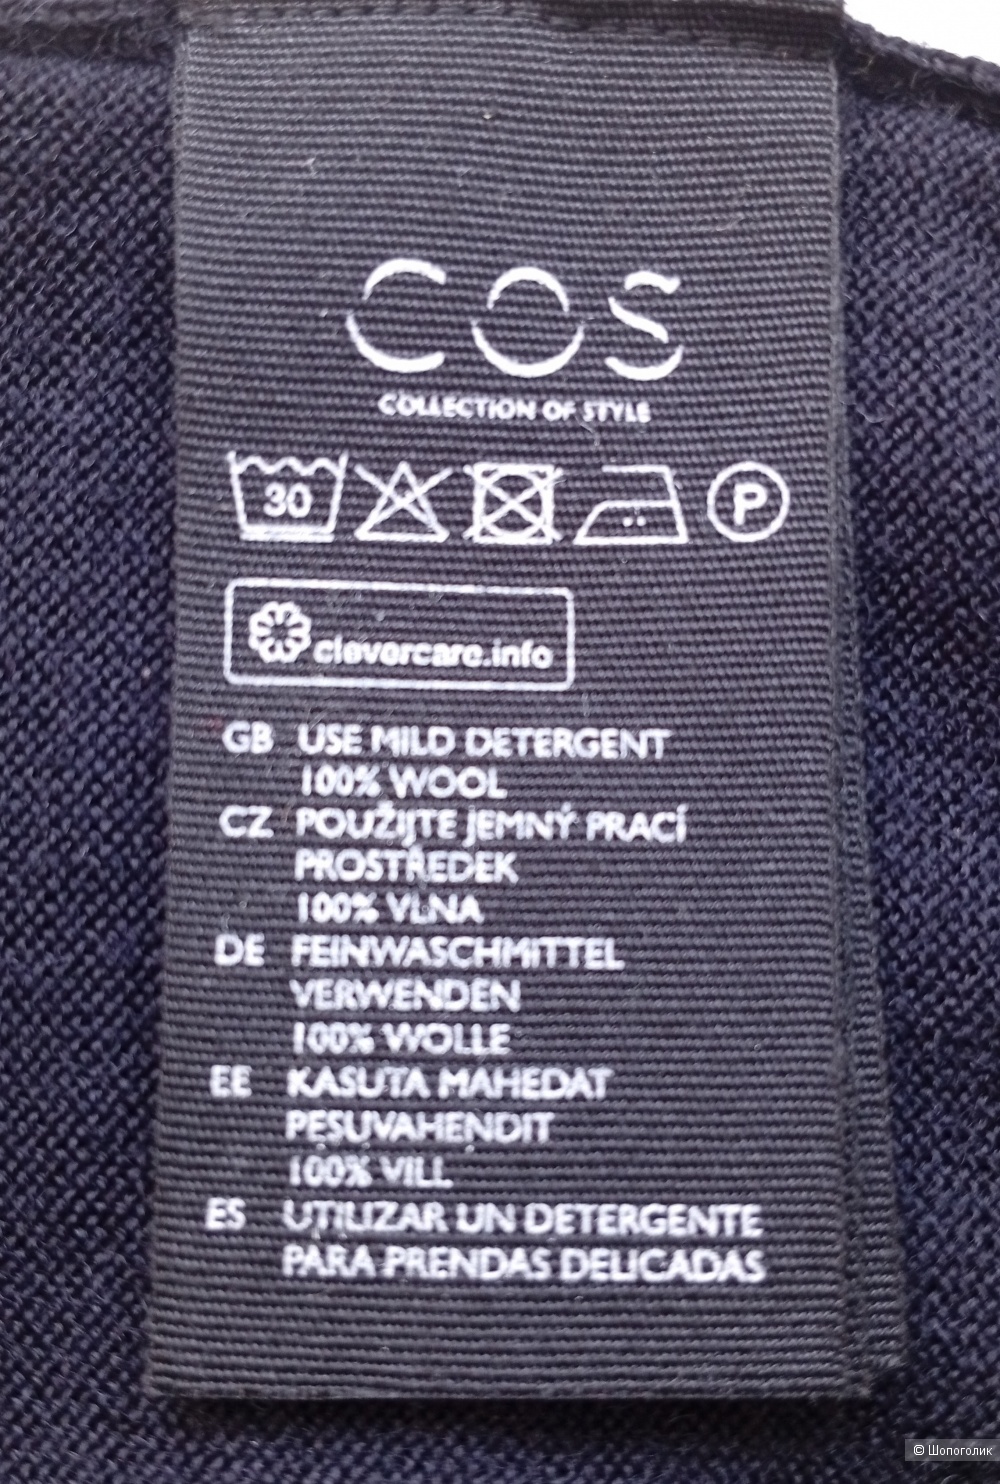 COS
COLLECTION OF STYLE
30 P
clevercare.info
GB USE MILD DETERGENT
100% WOOL
CZ POUŽIJTE JEMNÝ PRACÍ
PROSTŘEDEK
100% VLNA
DE FEINWASCHMITTEL
VERWENDEN
100% WOLLE
EE KASUTA MAHEDAT
PESUVAHENDIT
100% VILL
ES UTILIZAR UN DETERGENTE
PARA PRENDAS DELICADAS
© Шопоголик